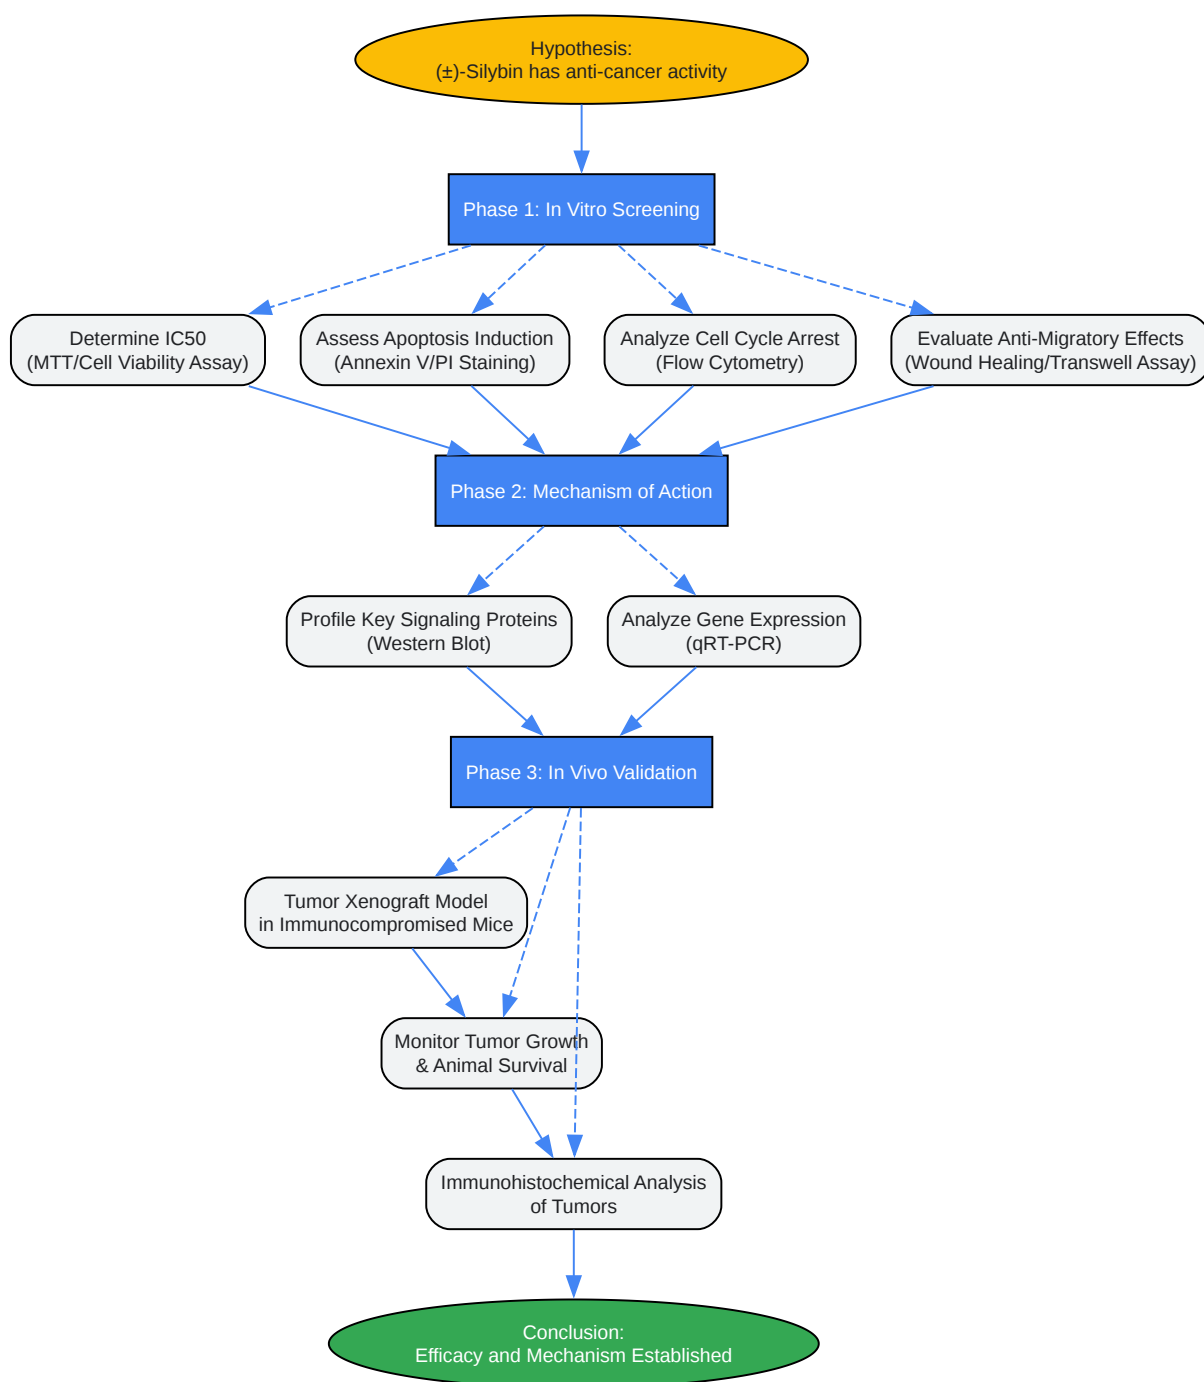 Hypothesis:
(±)-Silybin has anti-cancer activity
Phase 1: In Vitro Screening
Determine IC50
(MTT/Cell Viability Assay)
Assess Apoptosis Induction
(Annexin V/PI Staining)
Analyze Cell Cycle Arrest
(Flow Cytometry)
Evaluate Anti-Migratory Effects
(Wound Healing/Transwell Assay)
Phase 2: Mechanism of Action
Profile Key Signaling Proteins
(Western Blot)
Analyze Gene Expression
(qRT-PCR)
Phase 3: In Vivo Validation
Tumor Xenograft Model
in Immunocompromised Mice
Monitor Tumor Growth
& Animal Survival
Immunohistochemical Analysis
of Tumors
Conclusion:
Efficacy and Mechanism Established